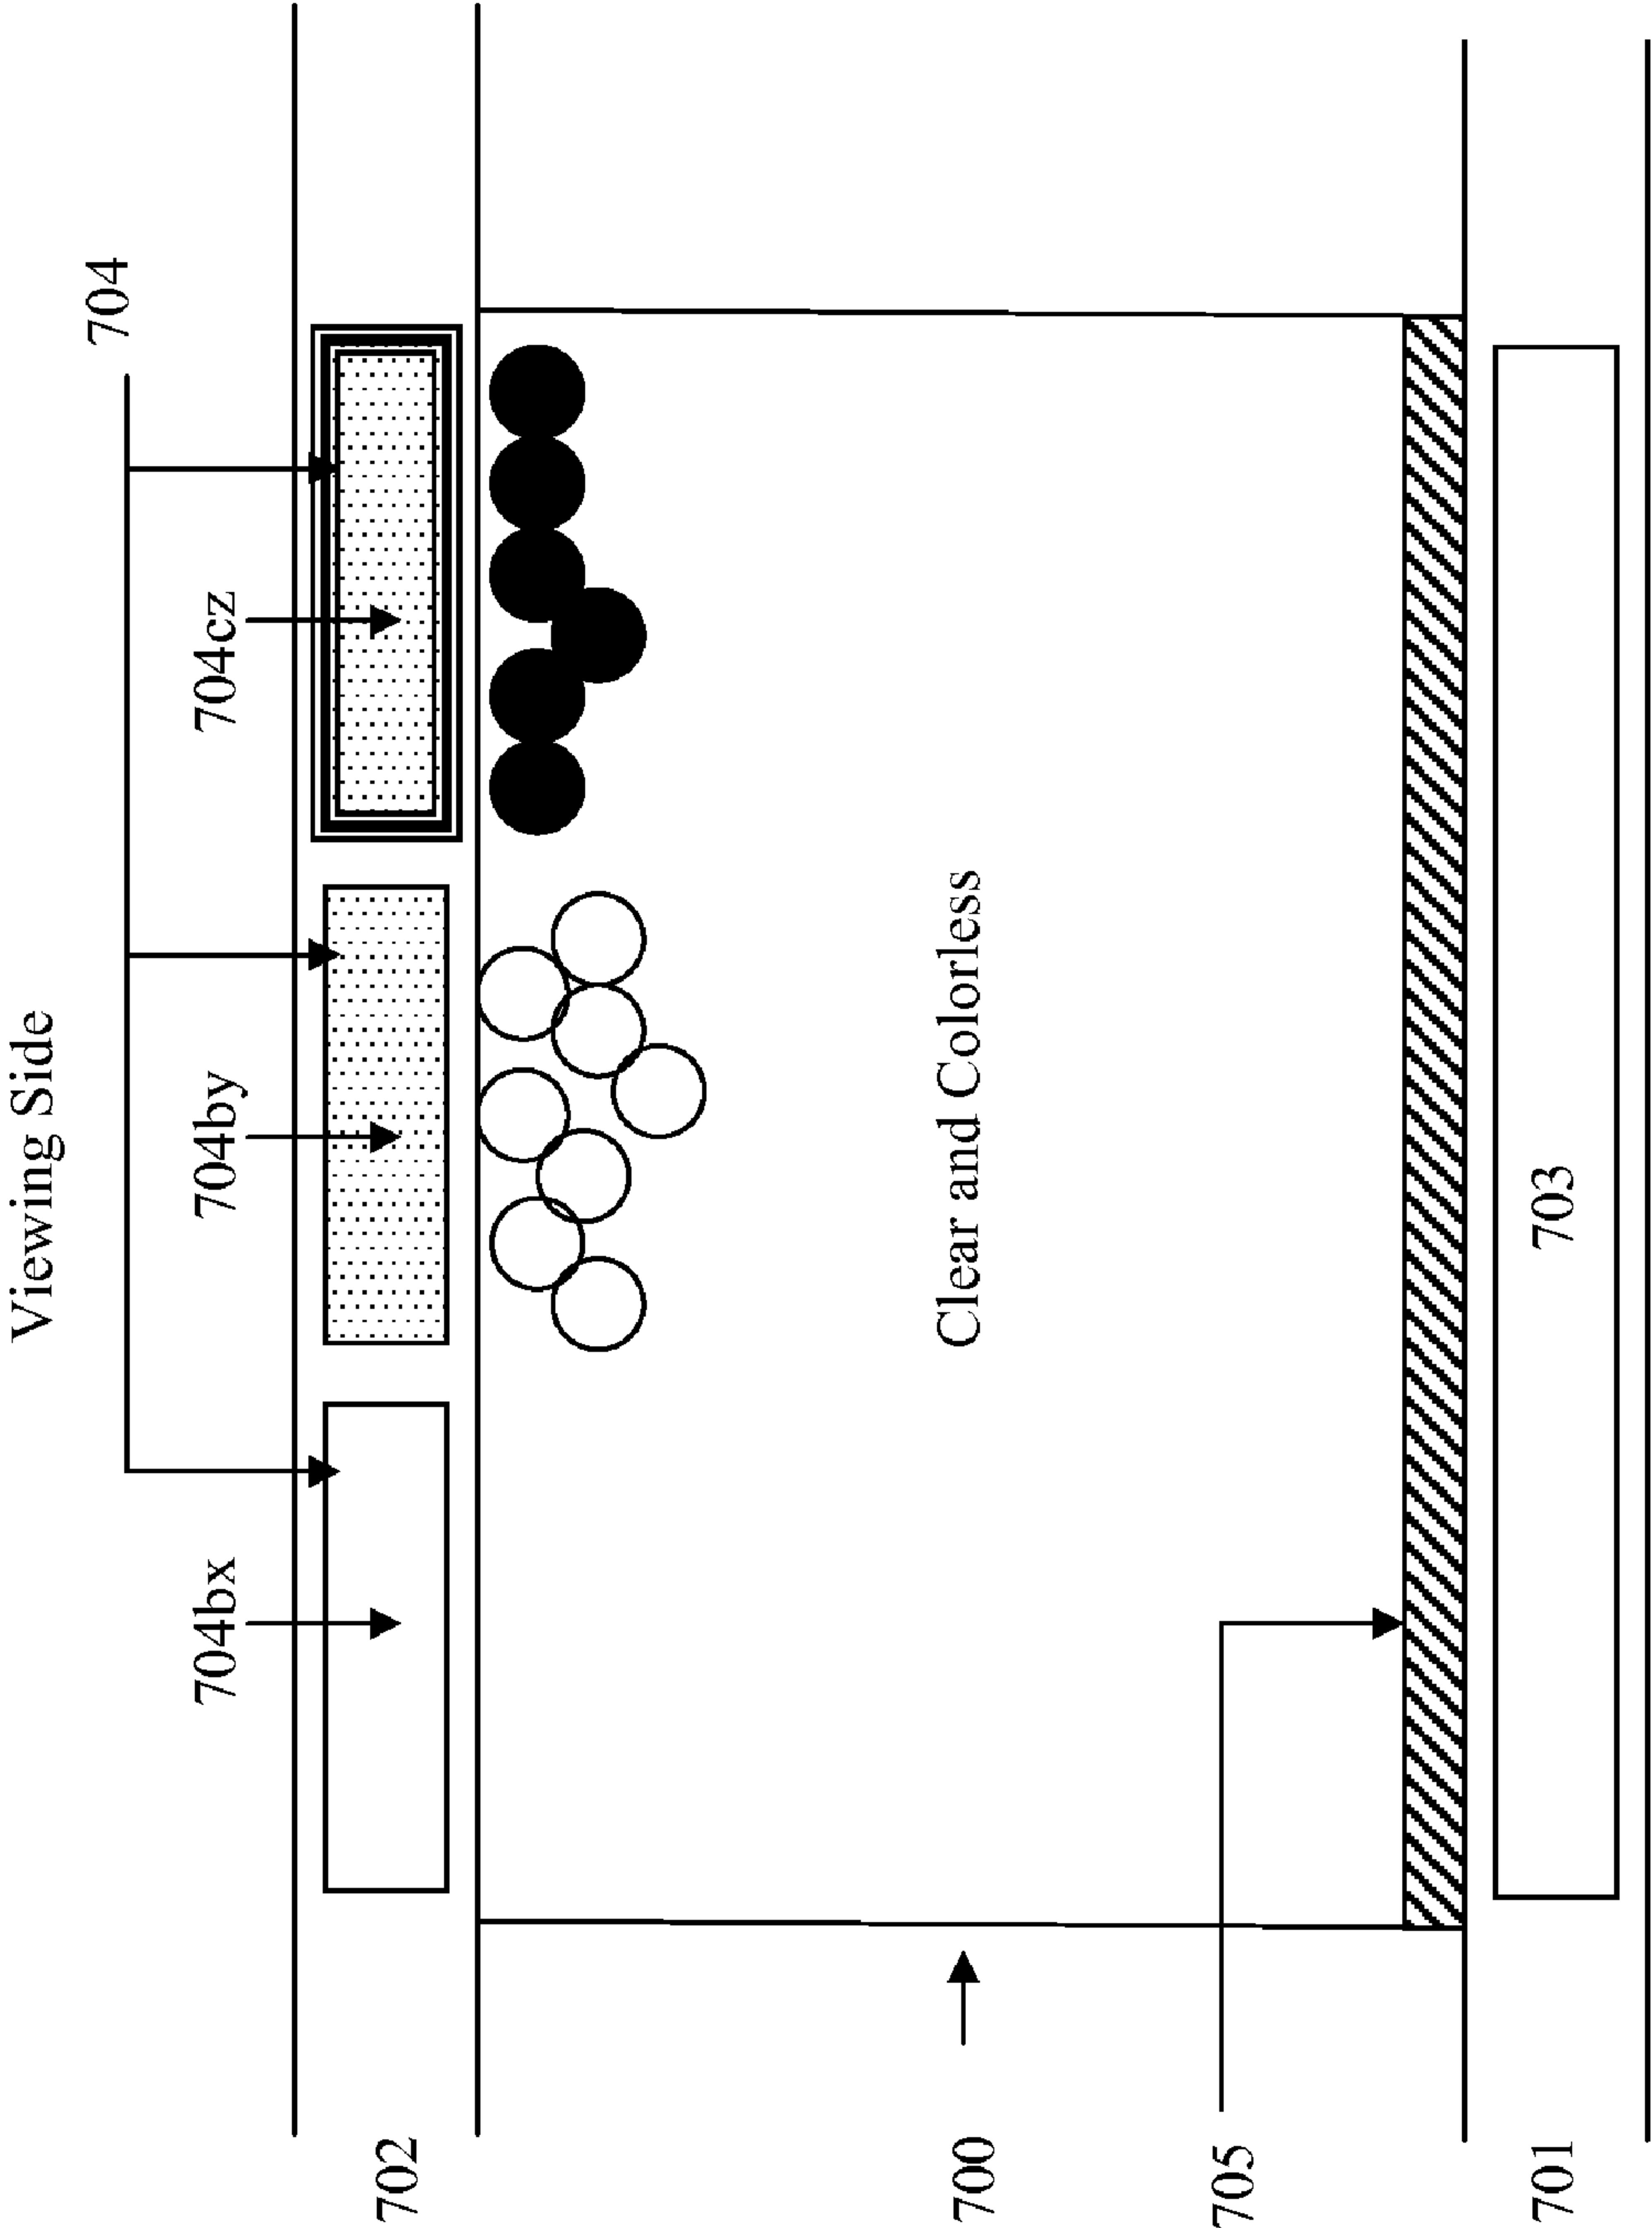 Viewing Side
704
704bx
704by
704cz
702
Clear and Colorless
700
705
703
701